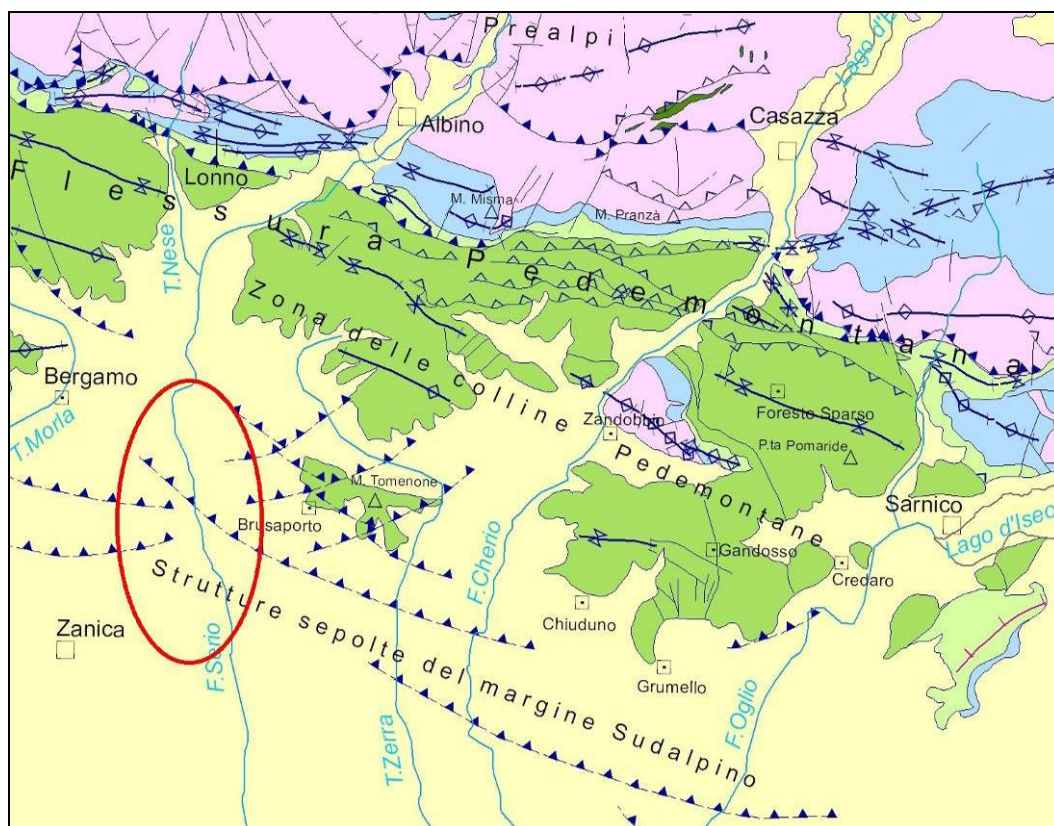 Prealpi
Lago d'E
Albino
Casazza
Lonno
Flessura Pedemontana
M. Misma
M. Pranzà
T.Nese
Zona delle colline Pedemontane
Bergamo
T.Morla
Foresto Sparso
Zandobbio
P.ta Pomaride
M. Tomenone
Brusaporto
Sarnico
Lago d'Iseo
Gandosso
Credaro
F.Cherio
Strutture sepolte del margine Sudalpino
Chiuduno
Zanica
F.Serio
Grumello
F.Oglio
T.Zerra